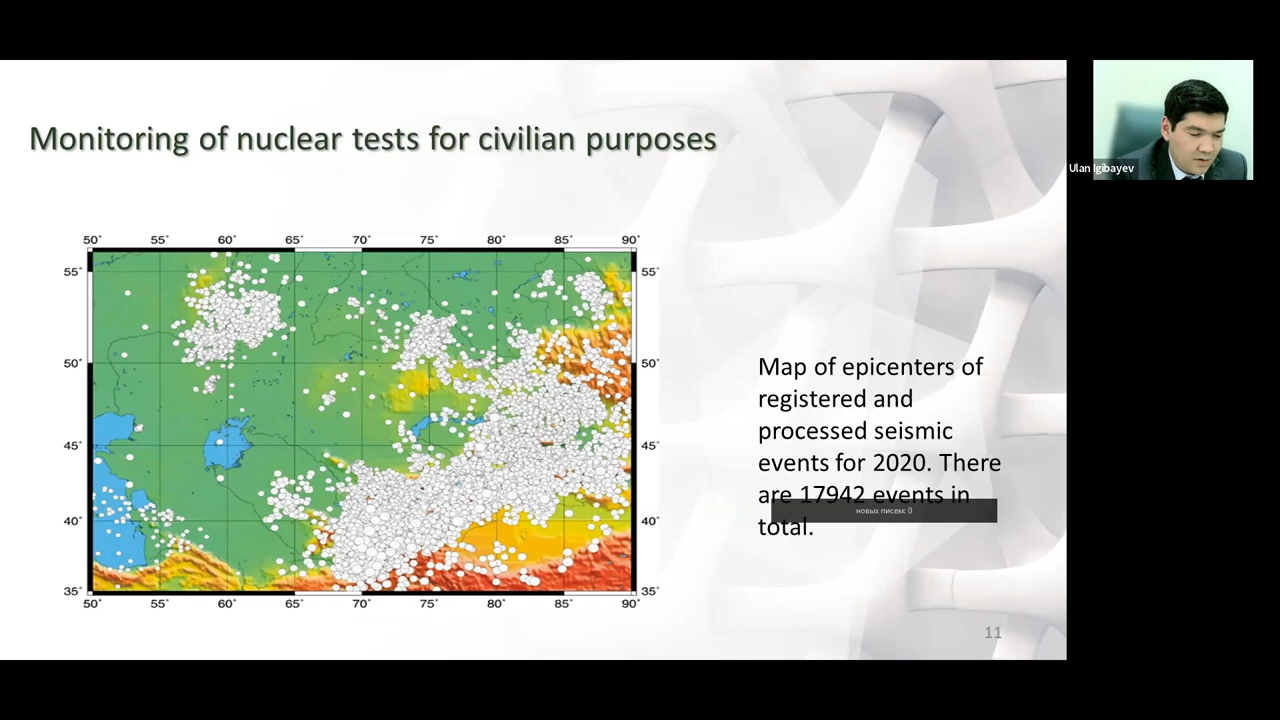 Monitoring of nuclear tests for civilian purposes
Ulan Igibayev
50° 55° 60° 65° 70° 75° 80° 85° 90°
55° 55°
50° 50°
45° 45°
40° 40°
35° 35°
50° 55° 60° 65° 70° 75° 80° 85° 90°
Map of epicenters of
registered and
processed seismic
events for 2020. There
are 17942 events in
новых писем: 0
total.
11